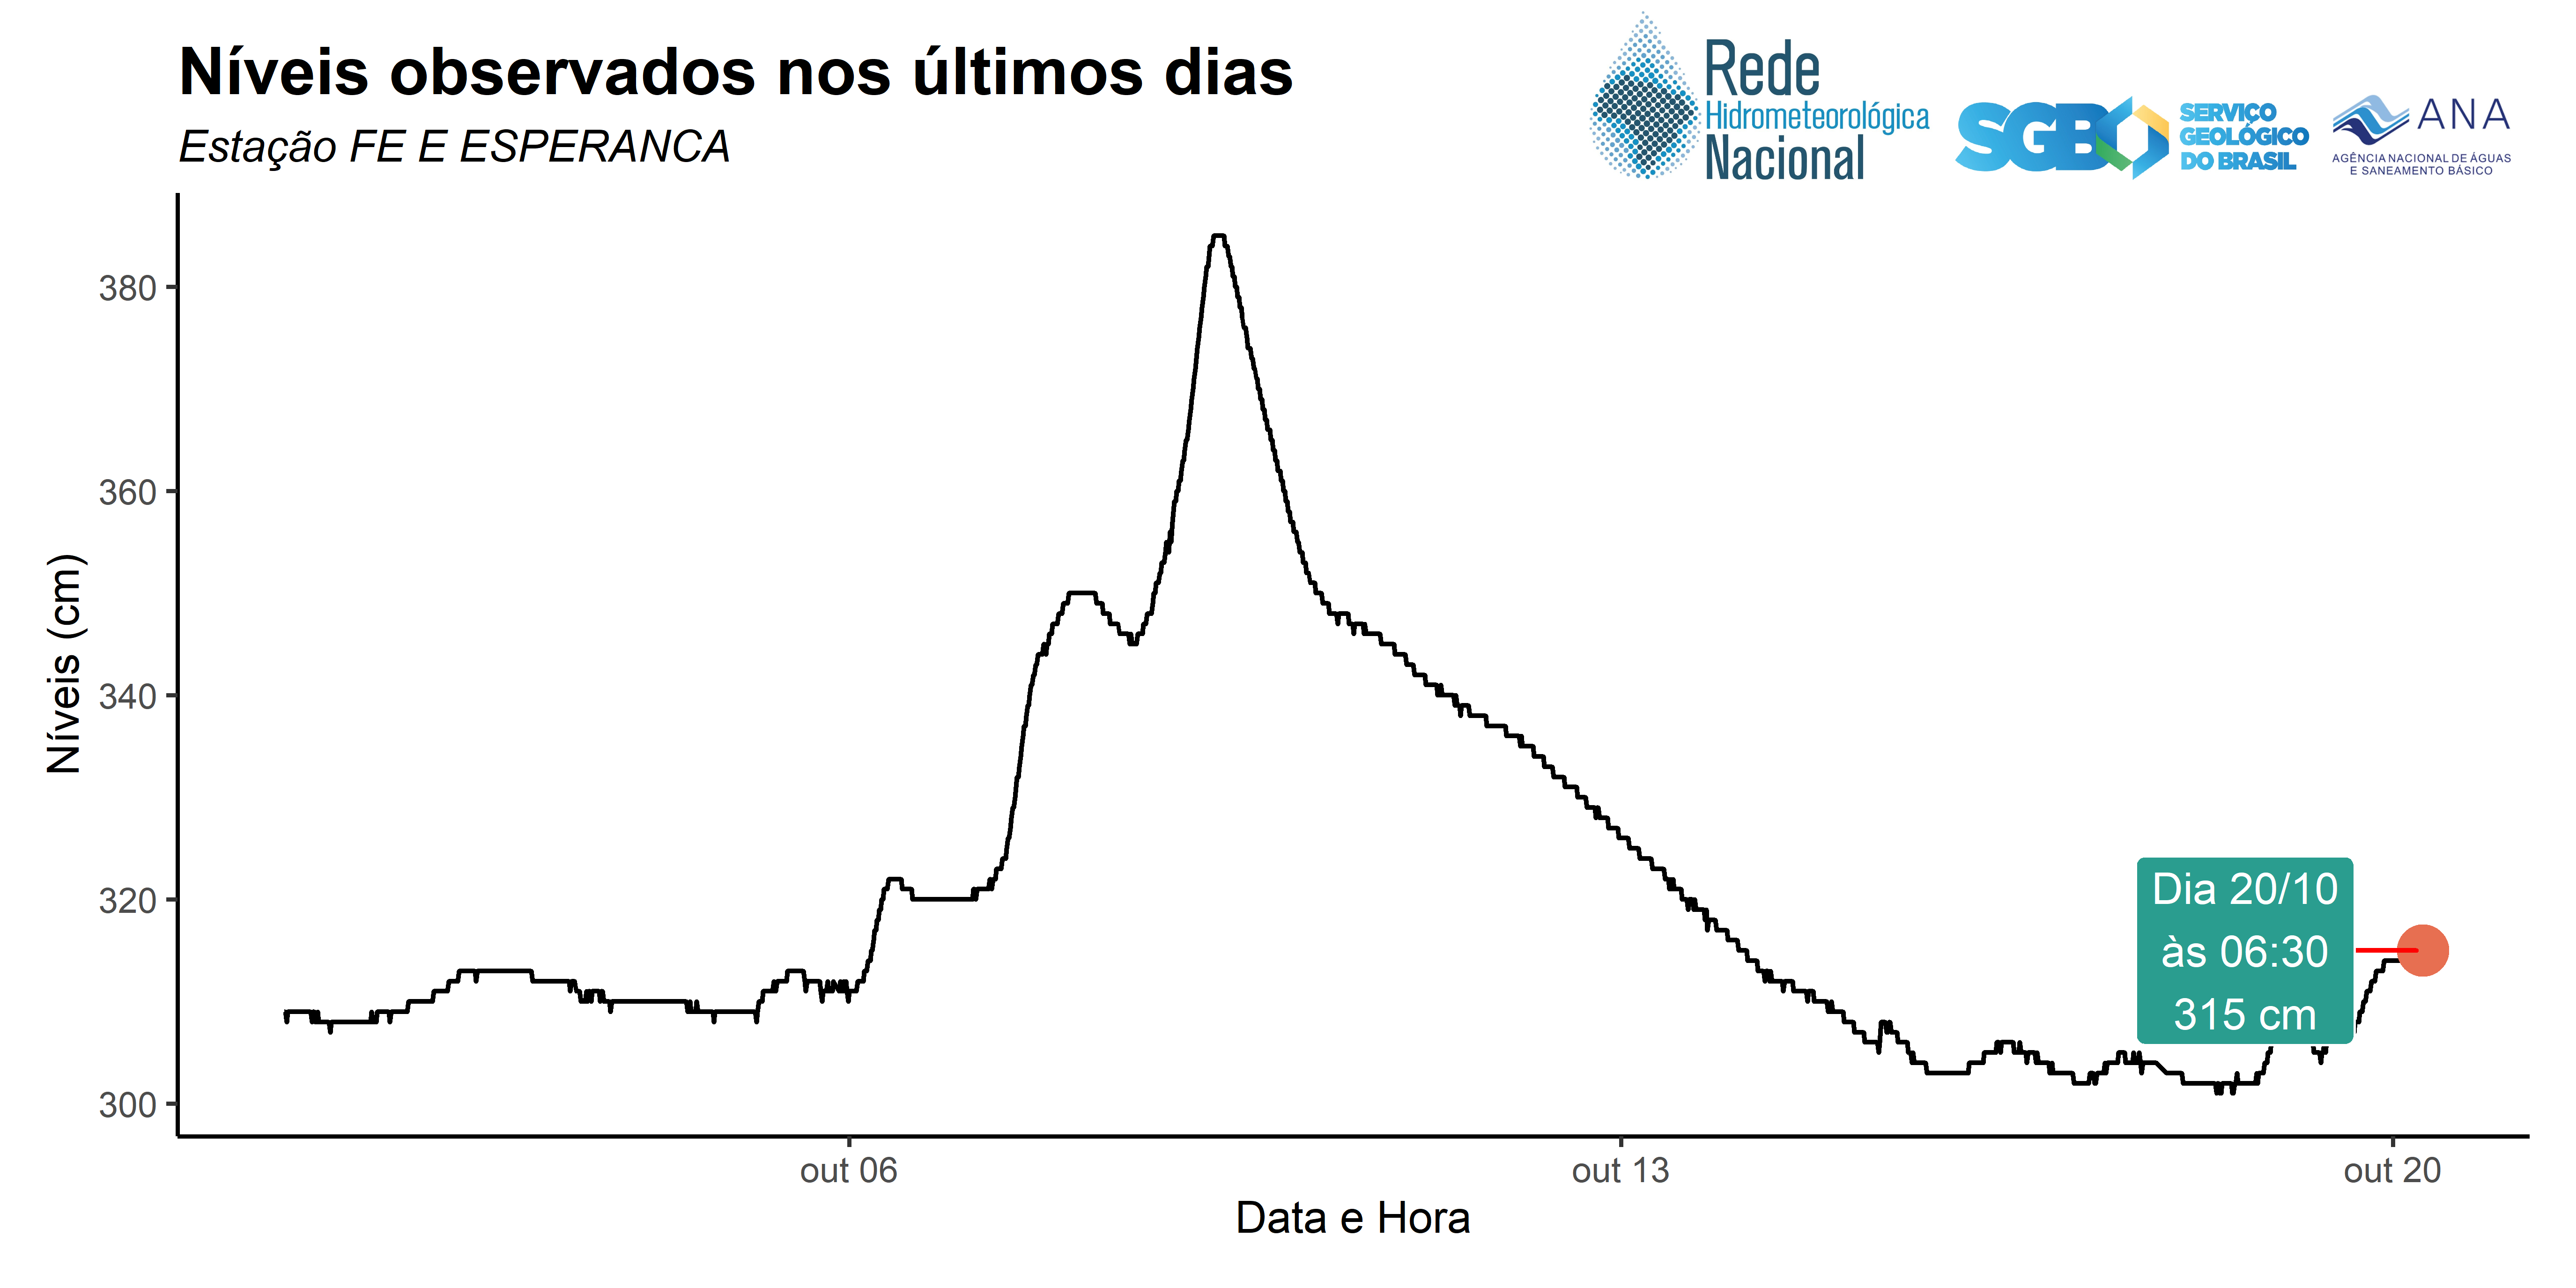 Níveis observados nos últimos dias
Estação FE E ESPERANCA
Rede
Hidrometeorológica
Nacional
SGB
SERVIÇO
GEOLÓGICO
DO BRASIL
ANA
AGÊNCIA NACIONAL DE ÁGUAS
E SANEAMENTO BÁSICO
Níveis (cm)
380
360
340
320
300
Dia 20/10
às 06:30
315 cm
out 06
out 13
out 20
Data e Hora